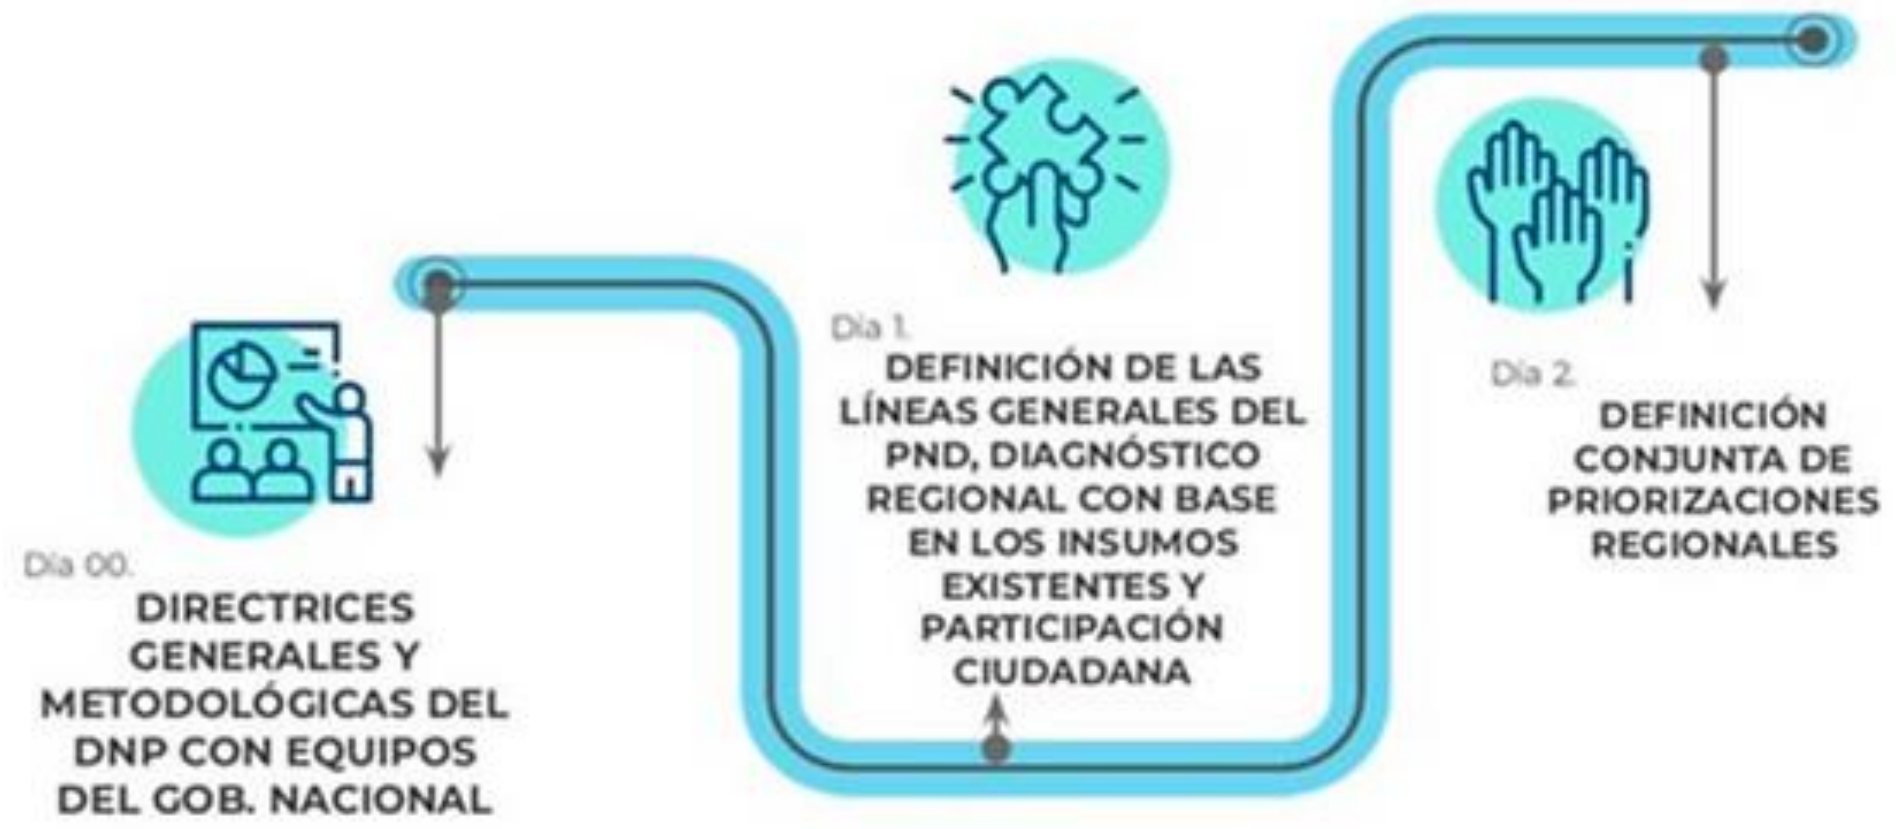 Día 00.
DIRECTRICES
GENERALES Y
METODOLÓGICAS DEL
DNP CON EQUIPOS
DEL GOB. NACIONAL
Día 1.
DEFINICIÓN DE LAS
LÍNEAS GENERALES DEL
PND, DIAGNÓSTICO
REGIONAL CON BASE
EN LOS INSUMOS
EXISTENTES Y
PARTICIPACIÓN
CIUDADANA
Día 2.
DEFINICIÓN
CONJUNTA DE
PRIORIZACIONES
REGIONALES